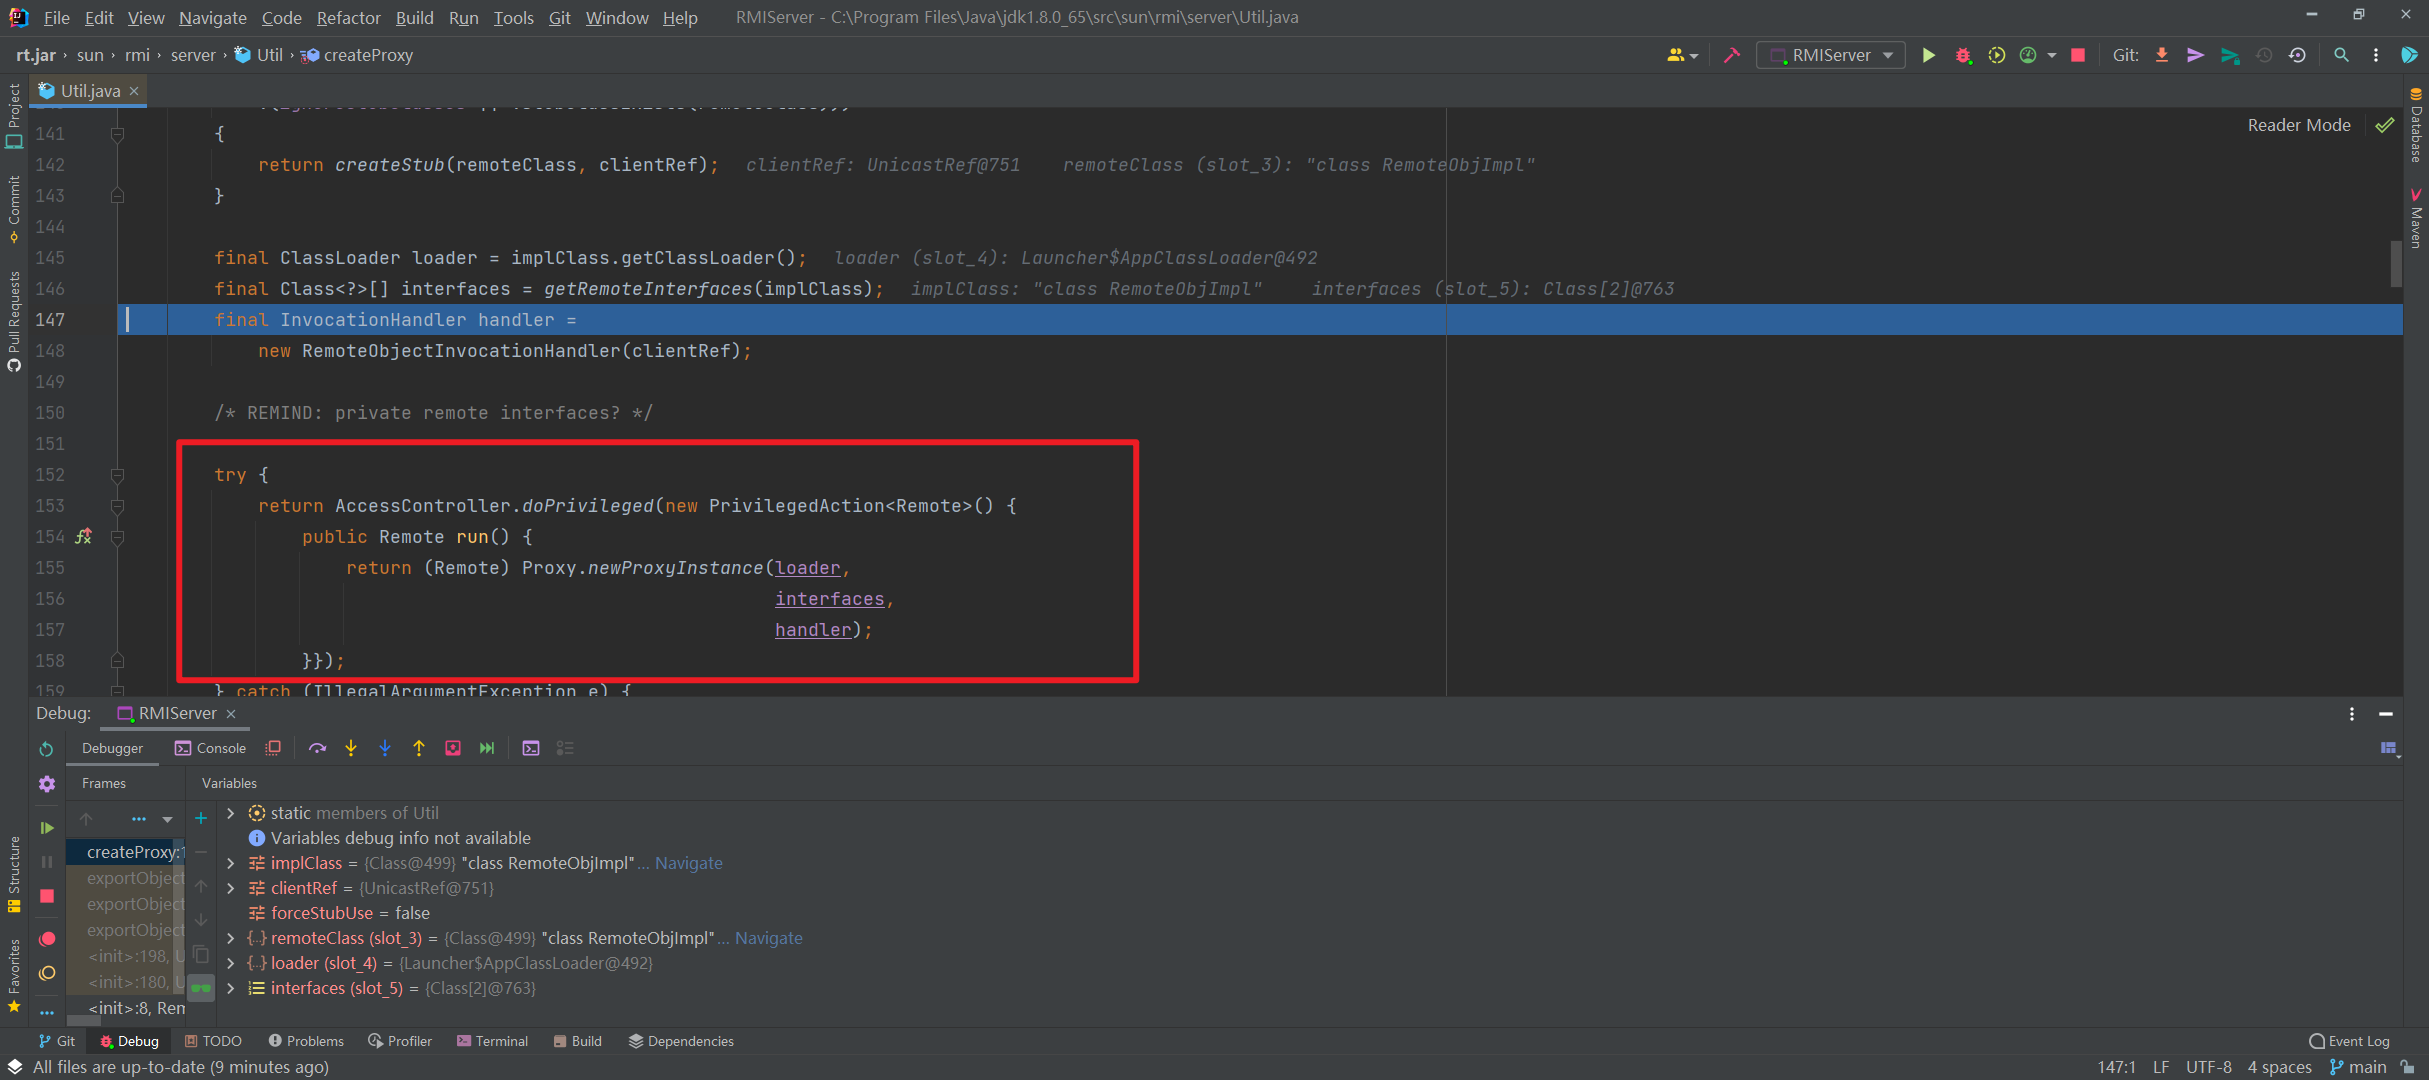 File Edit View Navigate Code Refactor Build Run Tools Git Window Help RMIServer - C:\Program Files\Java\jdk1.8.0_65\src\sun\rmi\server\Util.java
rt.jar › sun › rmi › server › Util › createProxy RMIServer Git:
Util.java
Reader Mode
141 {
142 return createStub(remoteClass, clientRef); clientRef: UnicastRef@751 remoteClass (slot_3): "class RemoteObjImpl"
143 }
144
145 final ClassLoader loader = implClass.getClassLoader(); loader (slot_4): Launcher$AppClassLoader@492
146 final Class<?>[] interfaces = getRemoteInterfaces(implClass); implClass: "class RemoteObjImpl" interfaces (slot_5): Class[2]@763
147 final InvocationHandler handler =
148 new RemoteObjectInvocationHandler(clientRef);
149
150 /* REMIND: private remote interfaces? */
151
152 try {
153 return AccessController.doPrivileged(new PrivilegedAction<Remote>() {
154 public Remote run() {
155 return (Remote) Proxy.newProxyInstance(loader,
156 interfaces,
157 handler);
158 }});
159 } catch (IllegalArgumentException e) {
Project
Commit
Pull Requests
Structure
Favorites
Database
Maven
Debug: RMIServer
Debugger Console
Frames Variables
createProxy:1
exportObject
exportObject
exportObject
<init>:198, U
<init>:180, U
<init>:8, Rem
static members of Util
Variables debug info not available
implClass = {Class@499} "class RemoteObjImpl"... Navigate
clientRef = {UnicastRef@751}
forceStubUse = false
remoteClass (slot_3) = {Class@499} "class RemoteObjImpl"... Navigate
loader (slot_4) = {Launcher$AppClassLoader@492}
interfaces (slot_5) = {Class[2]@763}
Git Debug TODO Problems Profiler Terminal Build Dependencies Event Log
All files are up-to-date (9 minutes ago) 147:1 LF UTF-8 4 spaces main